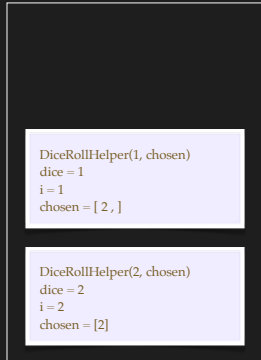 DiceRollHelper(1, chosen)
dice = 1
i = 1
chosen = [ 2 , ]
DiceRollHelper(2, chosen)
dice = 2
i = 2
chosen = [2]